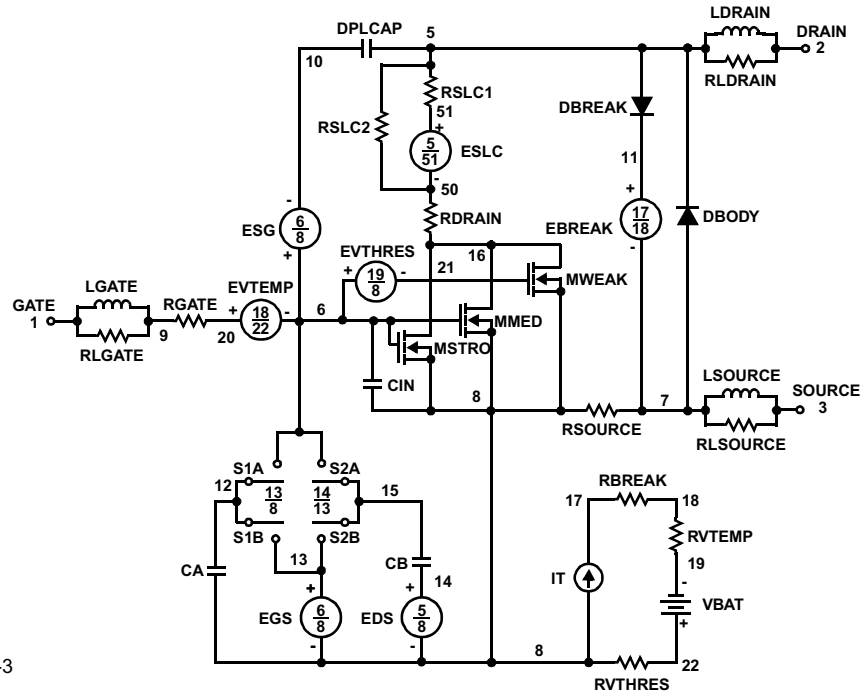 LDRAIN
DPLCAP
5
DRAIN
2
10
RLDRAIN
RSLC1
51
+
DBREAK
RSLC2
5
51
ESLC
11
-
50
-
+
6
8
ESG
+
RDRAIN
17
18
EBREAK
-
DBODY
EVTHRES
16
+
19
8
-
21
MWEAK
LGATE
EVTEMP
GATE
1
RGATE
+
18
22
-
6
MMED
9
20
RLGATE
MSTRO
CIN
8
7
LSOURCE
SOURCE
3
RSOURCE
RLSOURCE
S1A
S2A
12
13
8
14
13
15
RBREAK
17
18
S1B
S2B
13
RVTEMP
CA
CB
14
19
IT
-
VBAT
+
+
+
EGS
6
8
EDS
5
8
-
-
8
22
RVTHRES
-3